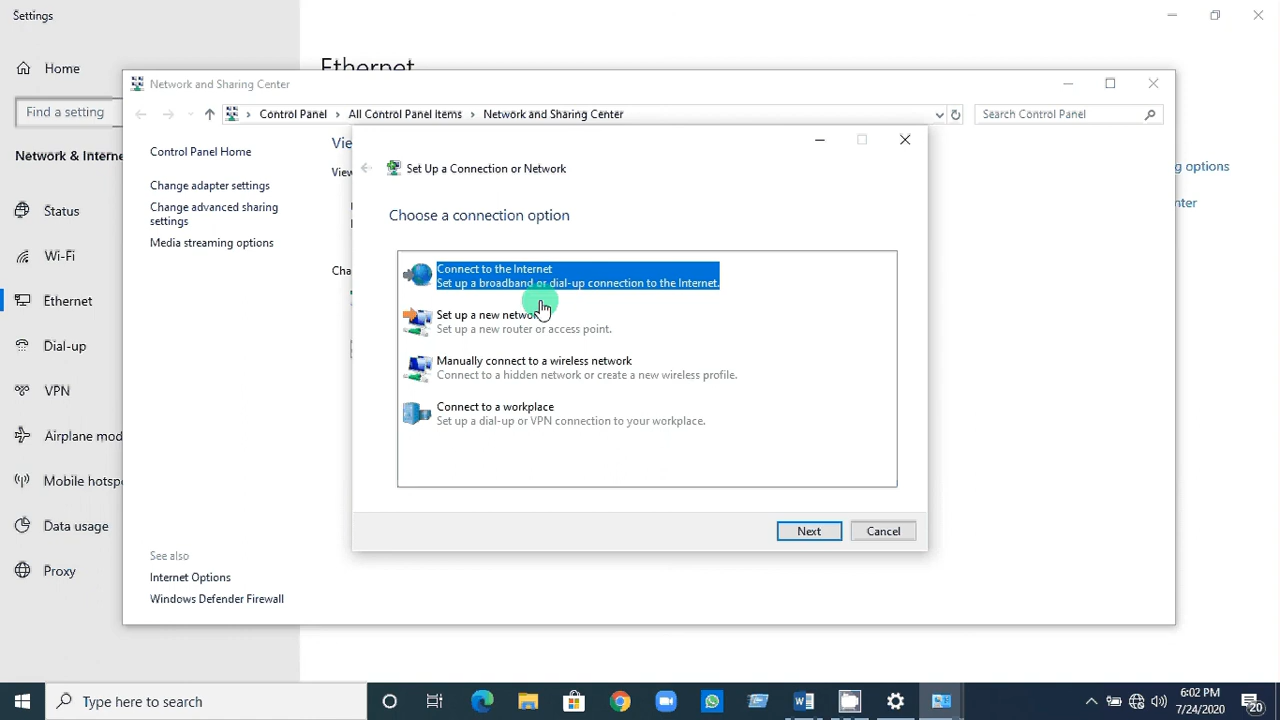 Settings
Ethernet
Home
Find a setting
Network & Interne
Status
Wi-Fi
Ethernet
Dial-up
VPN
Airplane mod
Mobile hotsp
Data usage
Proxy
g options
nter
Network and Sharing Center
Control Panel > All Control Panel Items > Network and Sharing Center
Search Control Panel
Control Panel Home
Change adapter settings
Change advanced sharing
settings
Media streaming options
See also
Internet Options
Windows Defender Firewall
Vie
View
Cha
Set Up a Connection or Network
Choose a connection option
Connect to the Internet
Set up a broadband or dial-up connection to the Internet.
Set up a new netwo
Set up a new router or access point.
Manually connect to a wireless network
Connect to a hidden network or create a new wireless profile.
Connect to a workplace
Set up a dial-up or VPN connection to your workplace.
Next
Cancel
Type here to search
6:02 PM
7/24/2020
20